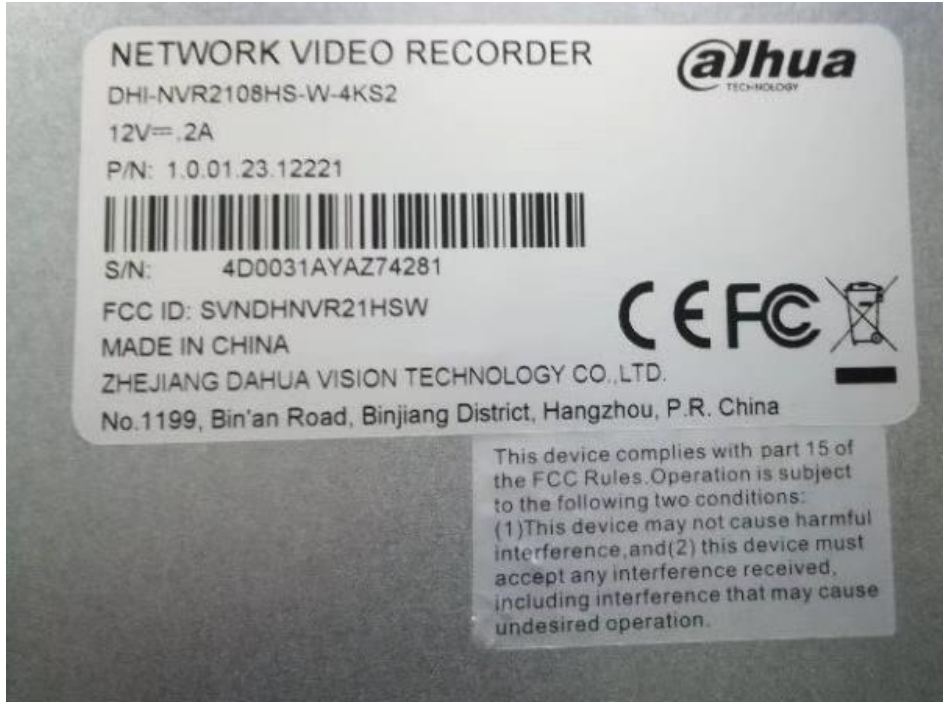 NETWORK VIDEO RECORDER
alhua
TECHNOLOGY
DHI-NVR2108HS-W-4KS2
12V⎓.2A
P/N: 1.0.01.23.12221
S/N: 4D0031AYAZ74281
FCC ID: SVNDHNVR21HSW
CE FC
MADE IN CHINA
ZHEJIANG DAHUA VISION TECHNOLOGY CO.,LTD.
No.1199, Bin'an Road, Binjiang District, Hangzhou, P.R. China
This device complies with part 15 of
the FCC Rules.Operation is subject
to the following two conditions:
(1)This device may not cause harmful
interference,and(2) this device must
accept any interference received,
including interference that may cause
undesired operation.